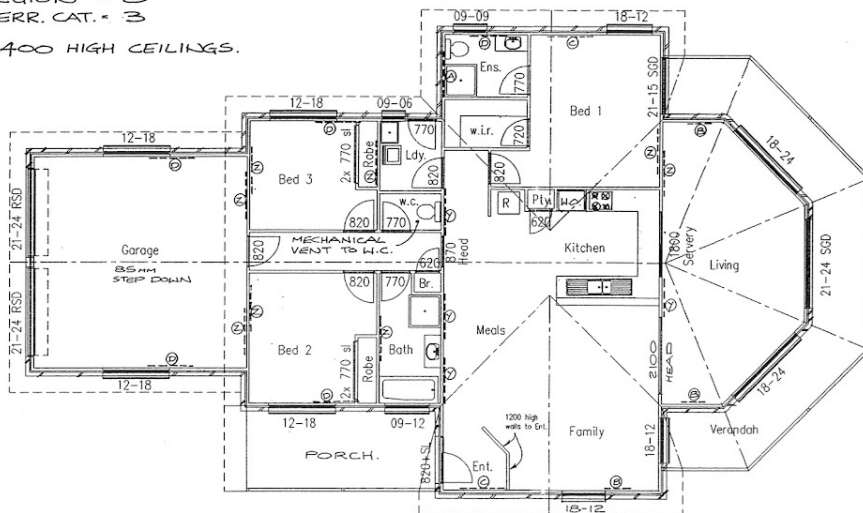 ERR. CAT. = 3
400 HIGH CEILINGS.
09-09
18-12
Ens.
A
D
C
770
Bed 1
21-15 SGD
w.i.r.
720
12-18
09-06
12-18
D
D
770
Robe
2x 770 sl
Ldy.
820
820
Bed 3
N
N
N
B
18-24
21-24 RSD
Garage
85MM
STEP DOWN
w.c.
820
770
MECHANICAL
VENT TO W.C.
820
620
Y
870
Head
R
Pty
620
W.O.
Kitchen
1800
Servery
Living
21-24 SGD
21-24 RSD
820
770
Br.
N
N
Y
Y
Meals
Bed 2
2x 770 sl
Robe
Bath
2100
HEAD
18-24
D
12-18
D
12-18
09-12
B
Verandah
PORCH.
820+SL
1200 high
walls to Ent.
Family
18-12
Ent.
C
B
18-12